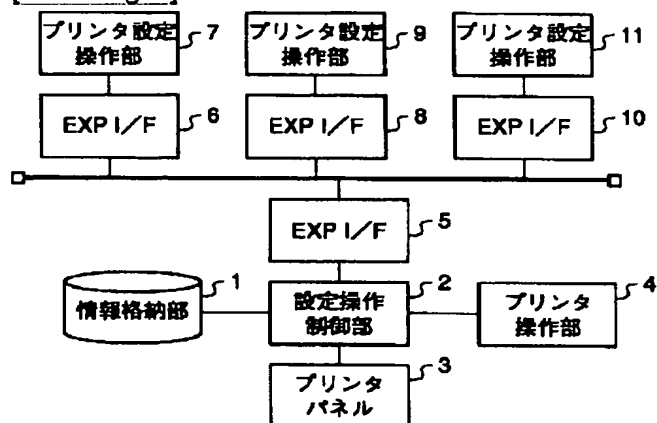 プリンタ設定
操作部
7
プリンタ設定
操作部
9
プリンタ設定
操作部
11
EXP I/F
6
EXP I/F
8
EXP I/F
10
EXP I/F
5
情報格納部
1
設定操作
制御部
2
プリンタ
操作部
4
プリンタ
パネル
3